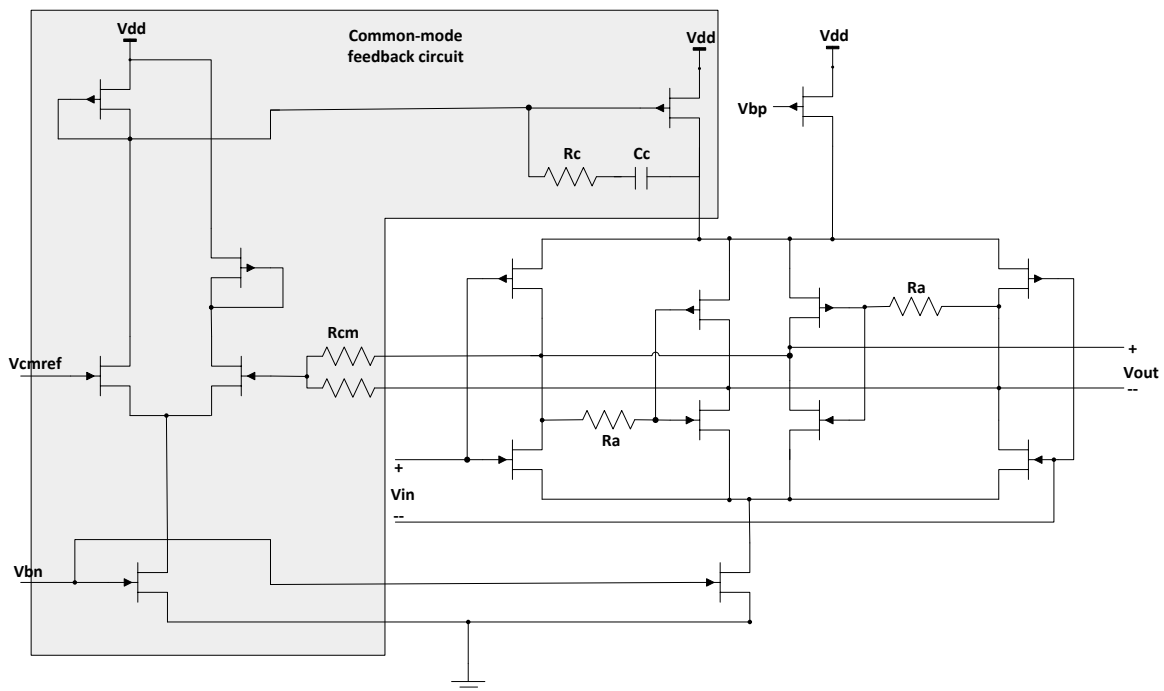 Vdd
Common-mode
feedback circuit
Vdd
Vdd
Vbp
Rc
Cc
Ra
Rcm
Vcmref
+
Vout
--
Ra
+
Vin
--
Vbn